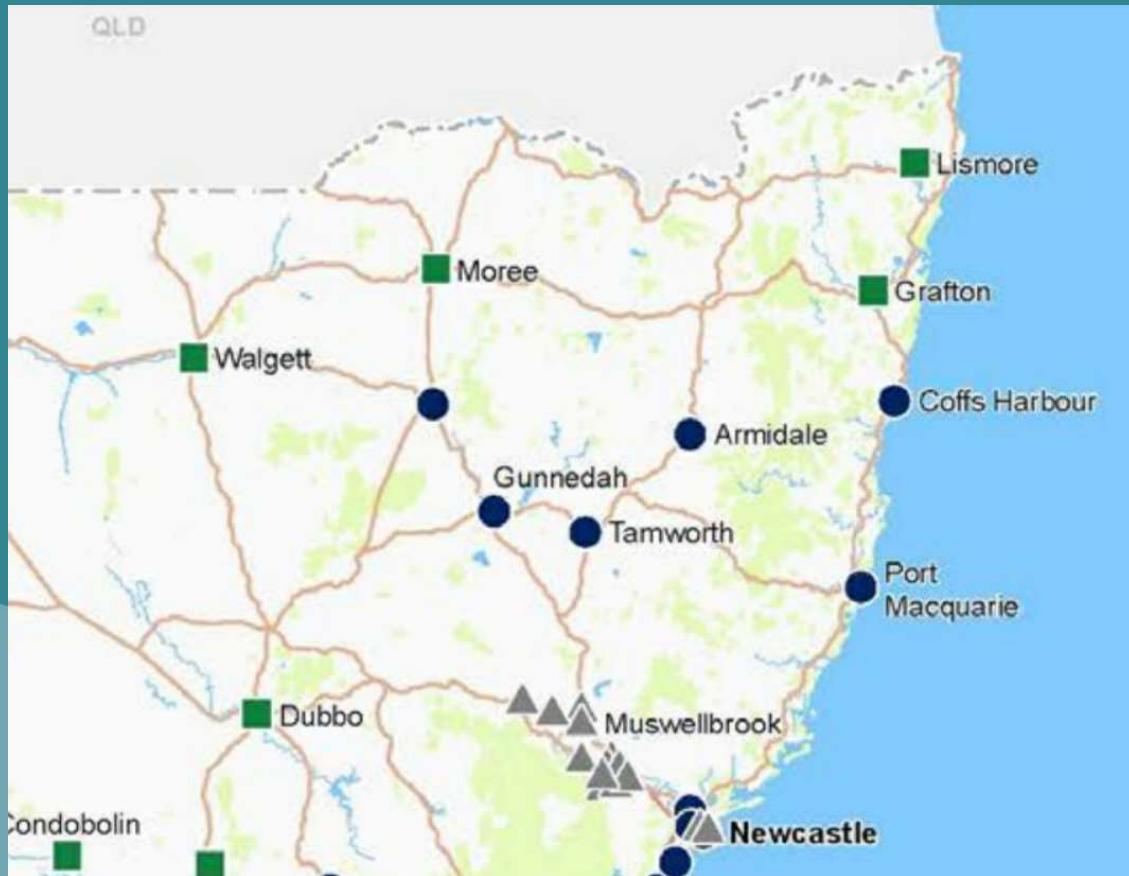 QLD
Lismore
Moree
Grafton
Walgett
Coffs Harbour
Armidale
Gunnedah
Tamworth
Port
Macquarie
Dubbo
Muswellbrook
Condobolin
Newcastle